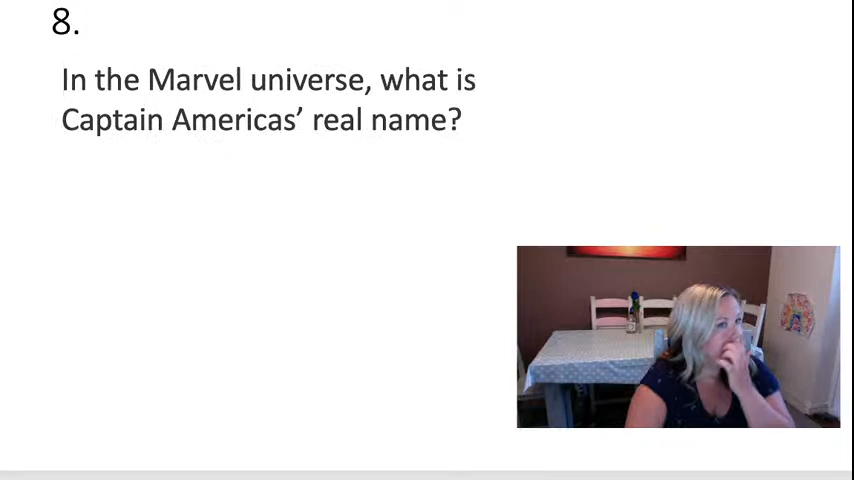 8.
In the Marvel universe, what is
Captain Americas’ real name?